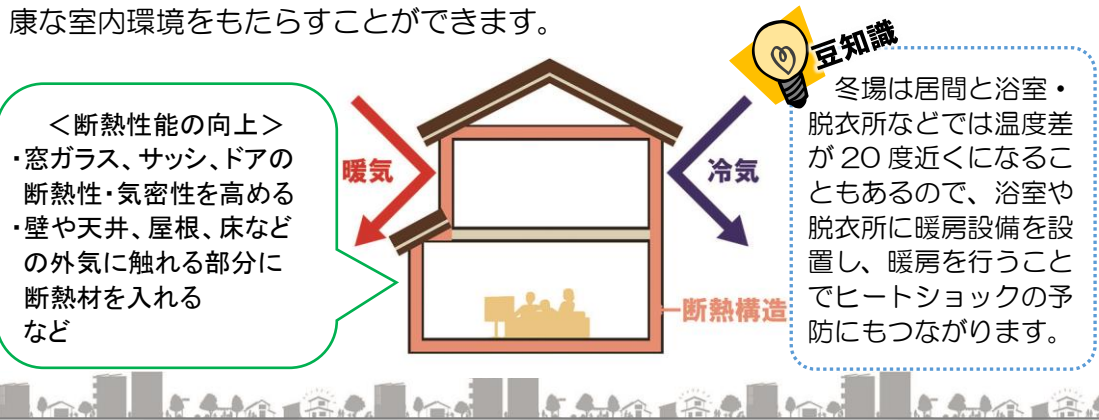 康な室内環境をもたらすことができます。
＜断熱性能の向上＞
・窓ガラス、サッシ、ドアの
断熱性・気密性を高める
・壁や天井、屋根、床など
の外気に触れる部分に
断熱材を入れる
など
暖気
冷気
断熱構造
豆知識
冬場は居間と浴室・
脱衣所などでは温度差
が 20 度近くになるこ
ともあるので、浴室や
脱衣所に暖房設備を設
置し、暖房を行うこと
でヒートショックの予
防にもつながります。